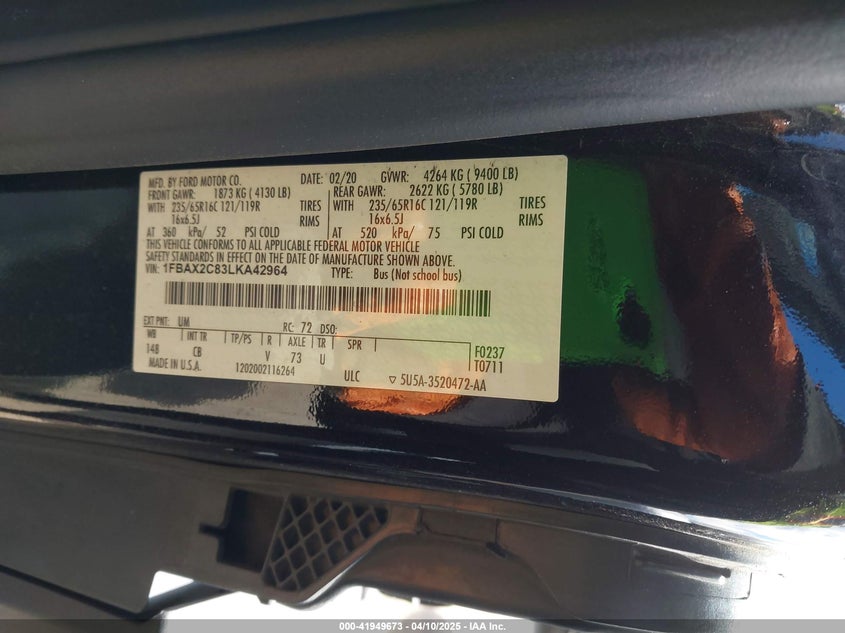 MFD. BY FORD MOTOR CO. DATE: 02/20 GVWR: 4264 KG ( 9400 LB)
FRONT GAWR: 1873 KG ( 4130 LB) REAR GAWR: 2622 KG ( 5780 LB)
WITH 235/65R16C 121/119R TIRES WITH 235/65R16C 121/119R TIRES
16x6.5J RIMS 16x6.5J RIMS
AT 360 kPa/ 52 PSI COLD AT 520 kPa/ 75 PSI COLD
THIS VEHICLE CONFORMS TO ALL APPLICABLE FEDERAL MOTOR VEHICLE
SAFETY STANDARDS IN EFFECT ON THE DATE OF MANUFACTURE SHOWN ABOVE.
VIN: 1FBAX2C83LKA42964 TYPE: Bus (Not school bus)
EXT PNT: UM RC: 72 DSO:
WB INT TR TP/PS R AXLE TR SPR F0237
148 CB V 73 U T0711
MADE IN U.S.A. 1202002116264 ULC ▽ 5U5A-3520472-AA
000-41949673 - 04/10/2025 - IAA, Inc.